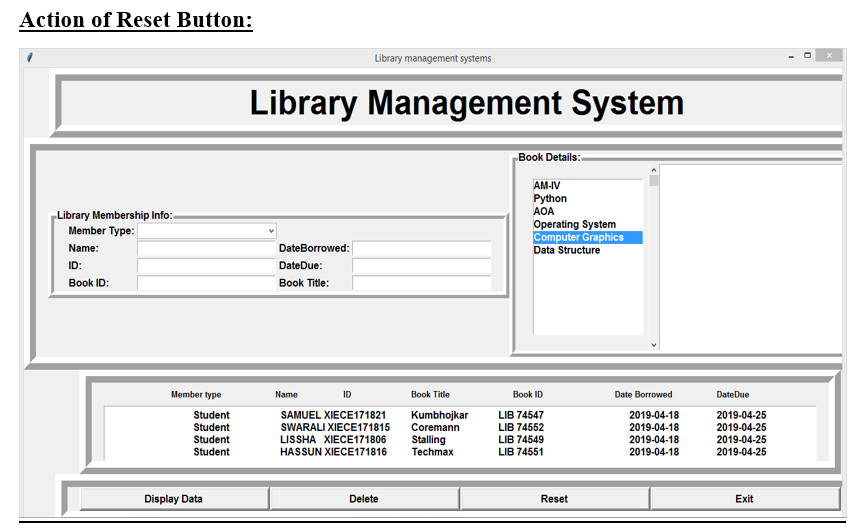 Action of Reset Button:
Library management systems
Library Management System
Book Details:
AM-IV
Python
AOA
Operating System
Computer Graphics
Data Structure
Library Membership Info:
Member Type:
Name: DateBorrowed:
ID: DateDue:
Book ID: Book Title:
Member type Name ID Book Title Book ID Date Borrowed DateDue
Student SAMUEL XIECE171821 Kumbhojkar LIB 74547 2019-04-18 2019-04-25
Student SWARALI XIECE171815 Coremann LIB 74552 2019-04-18 2019-04-25
Student LISSHA XIECE171806 Stalling LIB 74549 2019-04-18 2019-04-25
Student HASSUN XIECE171816 Techmax LIB 74551 2019-04-18 2019-04-25
Display Data Delete Reset Exit